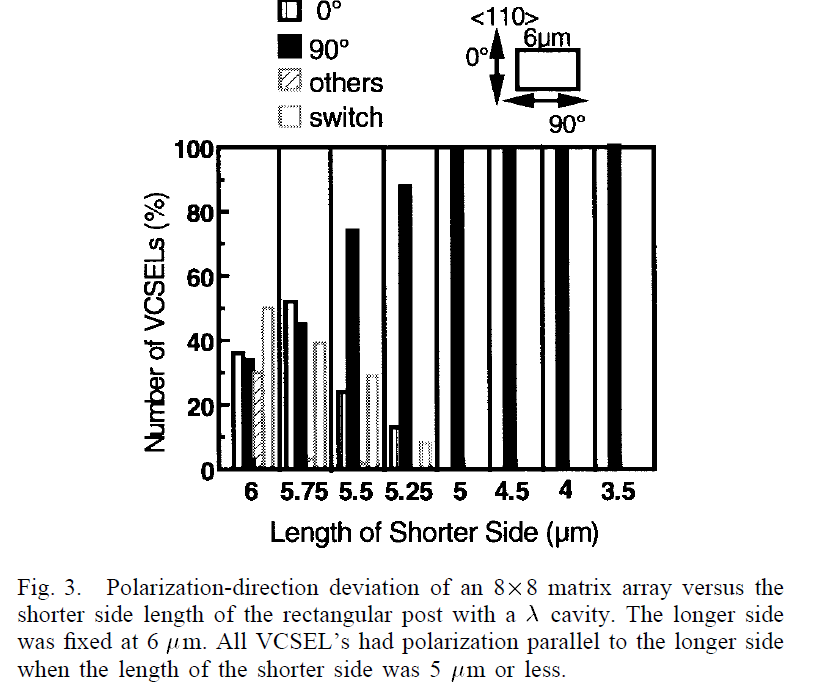 0°
90°
others
switch
<110>
6µm
0°
90°
Number of VCSELs (%)
100
80
60
40
20
0
6 5.75 5.5 5.25 5 4.5 4 3.5
Length of Shorter Side (µm)
Fig. 3. Polarization-direction deviation of an 8×8 matrix array versus the
shorter side length of the rectangular post with a λ cavity. The longer side
was fixed at 6 µm. All VCSEL's had polarization parallel to the longer side
when the length of the shorter side was 5 µm or less.